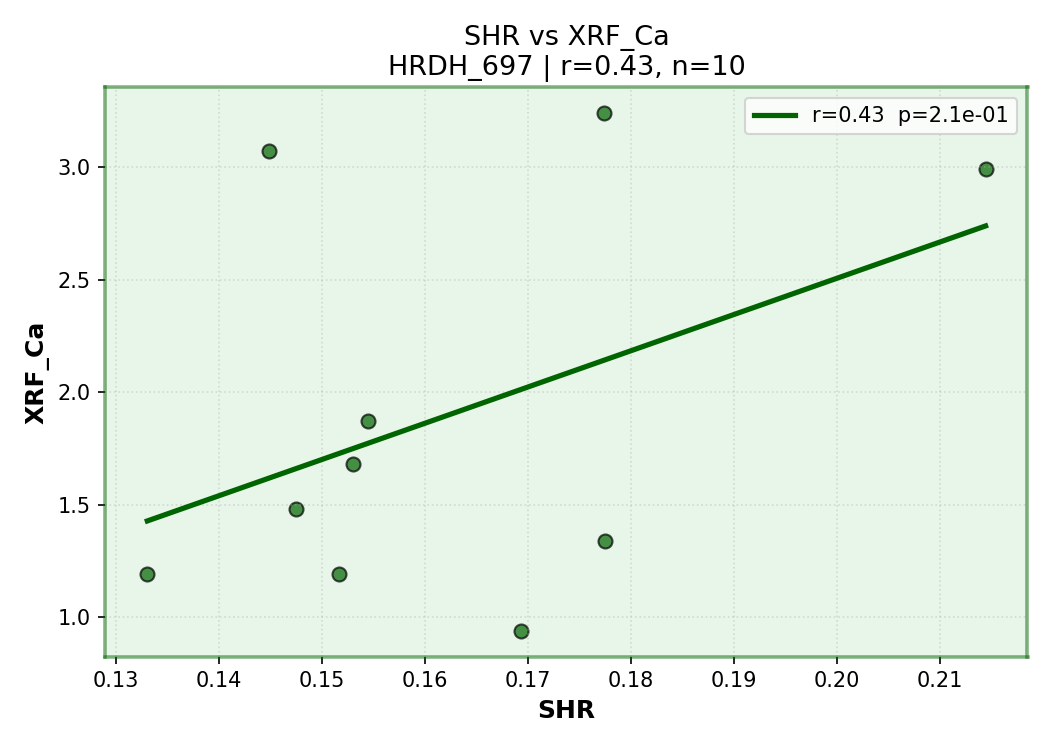 SHR vs XRF_Ca
HRDH_697 | r=0.43, n=10
r=0.43  p=2.1e-01
XRF_Ca
3.0
2.5
2.0
1.5
1.0
0.13 0.14 0.15 0.16 0.17 0.18 0.19 0.20 0.21
SHR